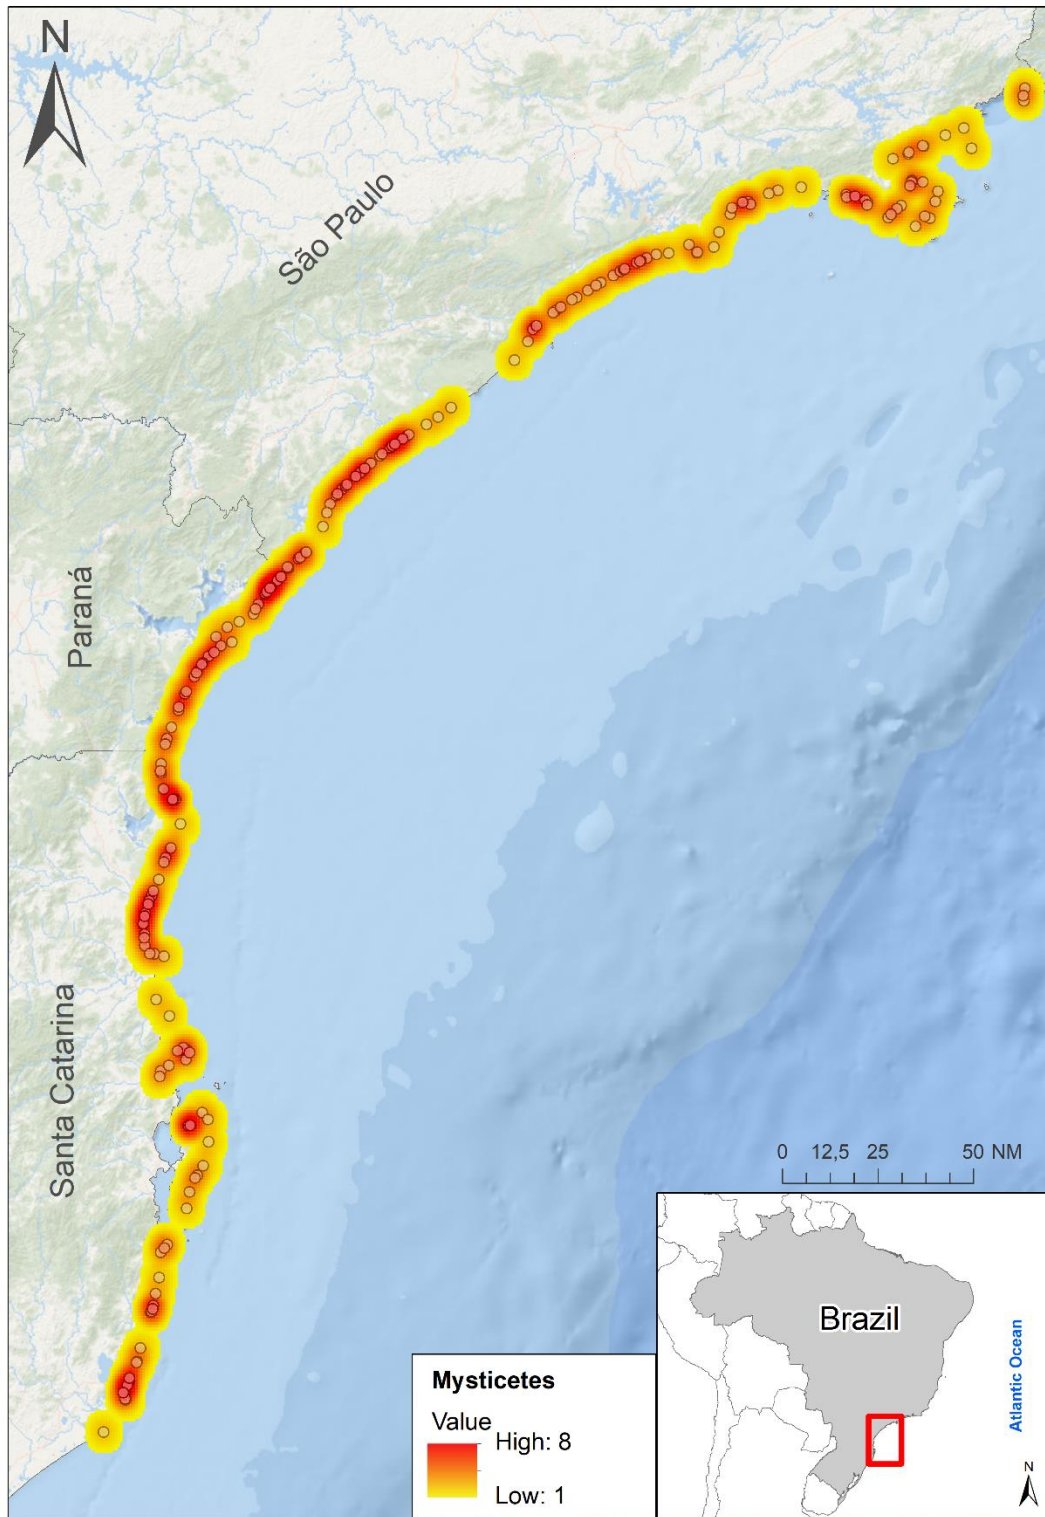 N
São Paulo
Paraná
Santa Catarina
0 12,5 25 50 NM
Mysticetes
Value
High: 8
Low: 1
Brazil
Atlantic Ocean
N